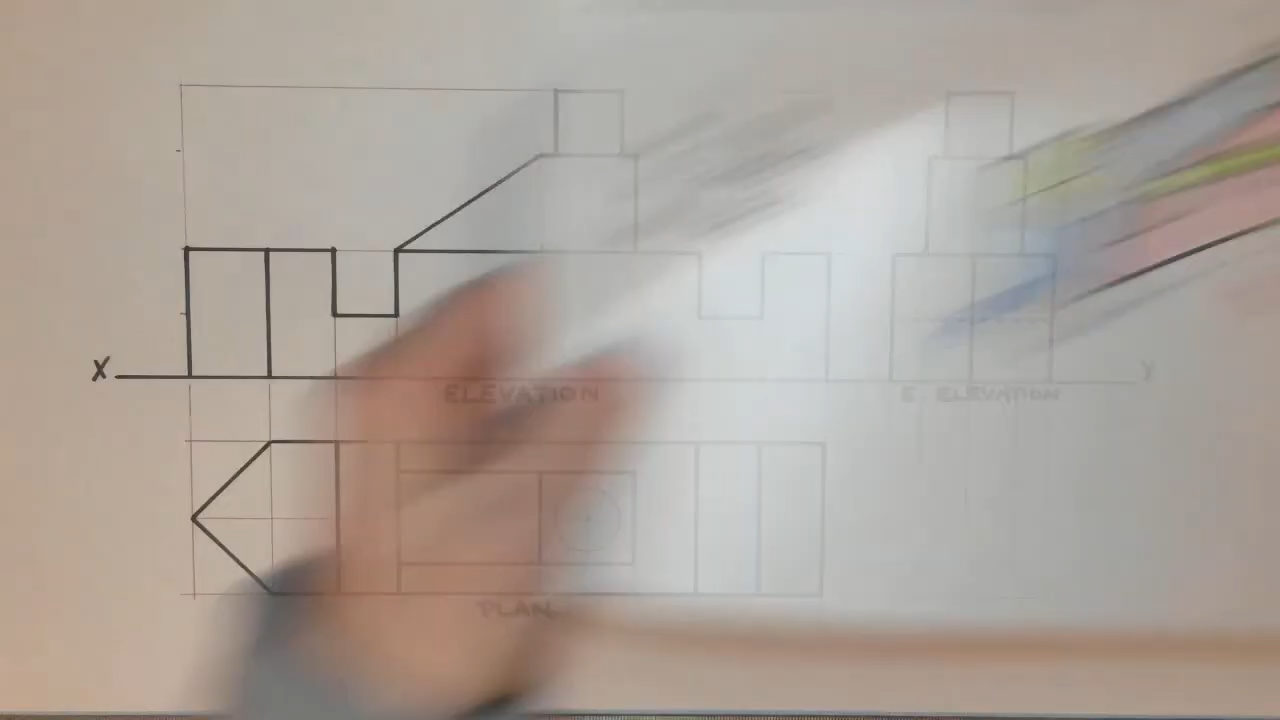 X
Y
ELEVATION
E. ELEVATION
PLAN